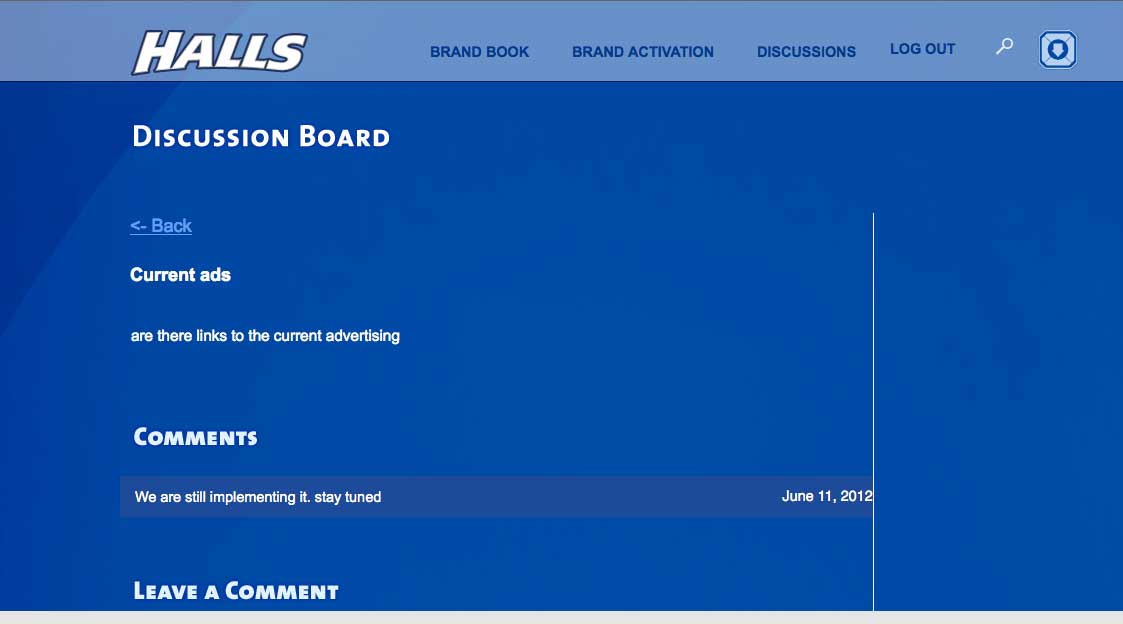 HALLS
BRAND BOOK BRAND ACTIVATION DISCUSSIONS LOG OUT
Discussion Board
<- Back
Current ads
are there links to the current advertising
Comments
We are still implementing it. stay tuned June 11, 2012
Leave a Comment